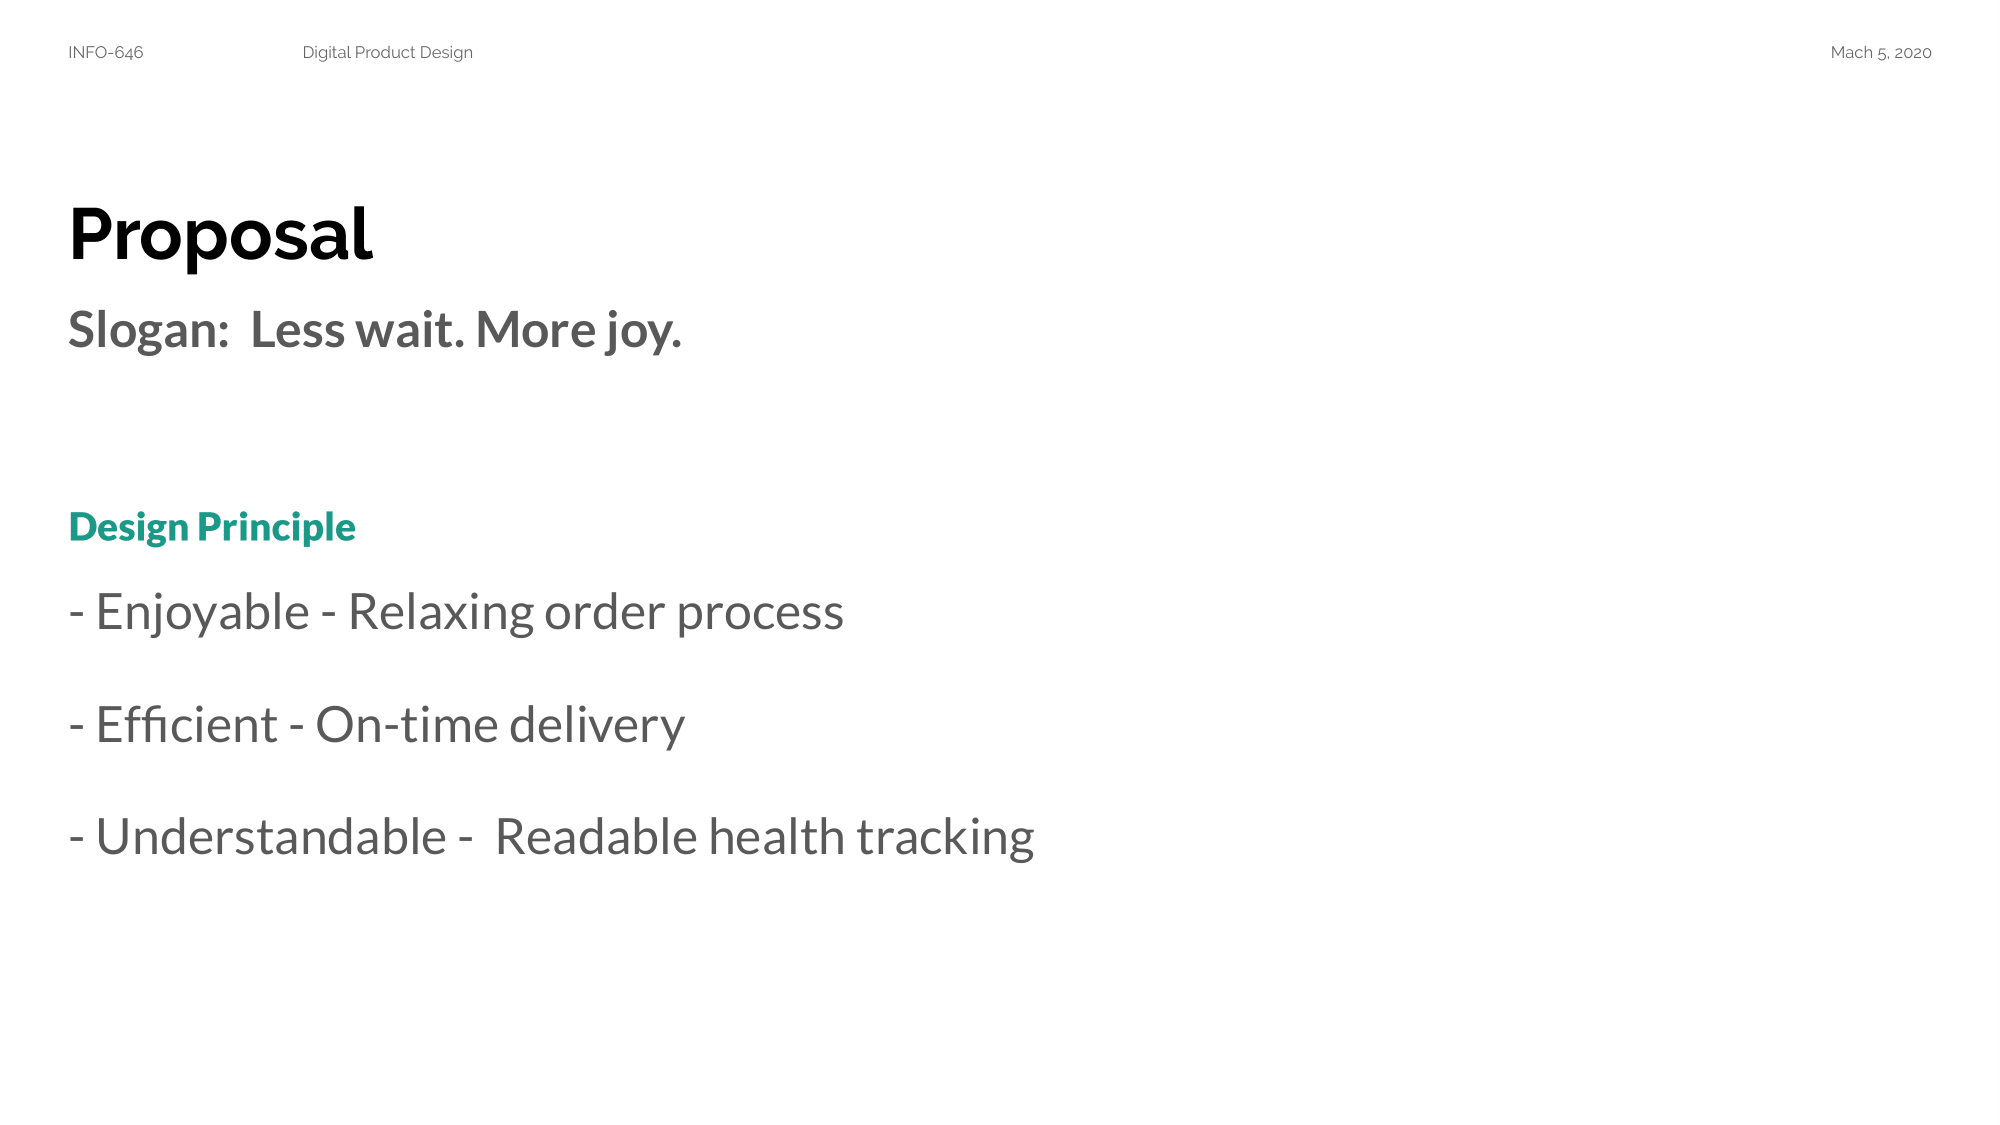 INFO-646 Digital Product Design Mach 5, 2020
Proposal
Slogan:  Less wait. More joy.
Design Principle
- Enjoyable - Relaxing order process
- Efficient - On-time delivery
- Understandable -  Readable health tracking